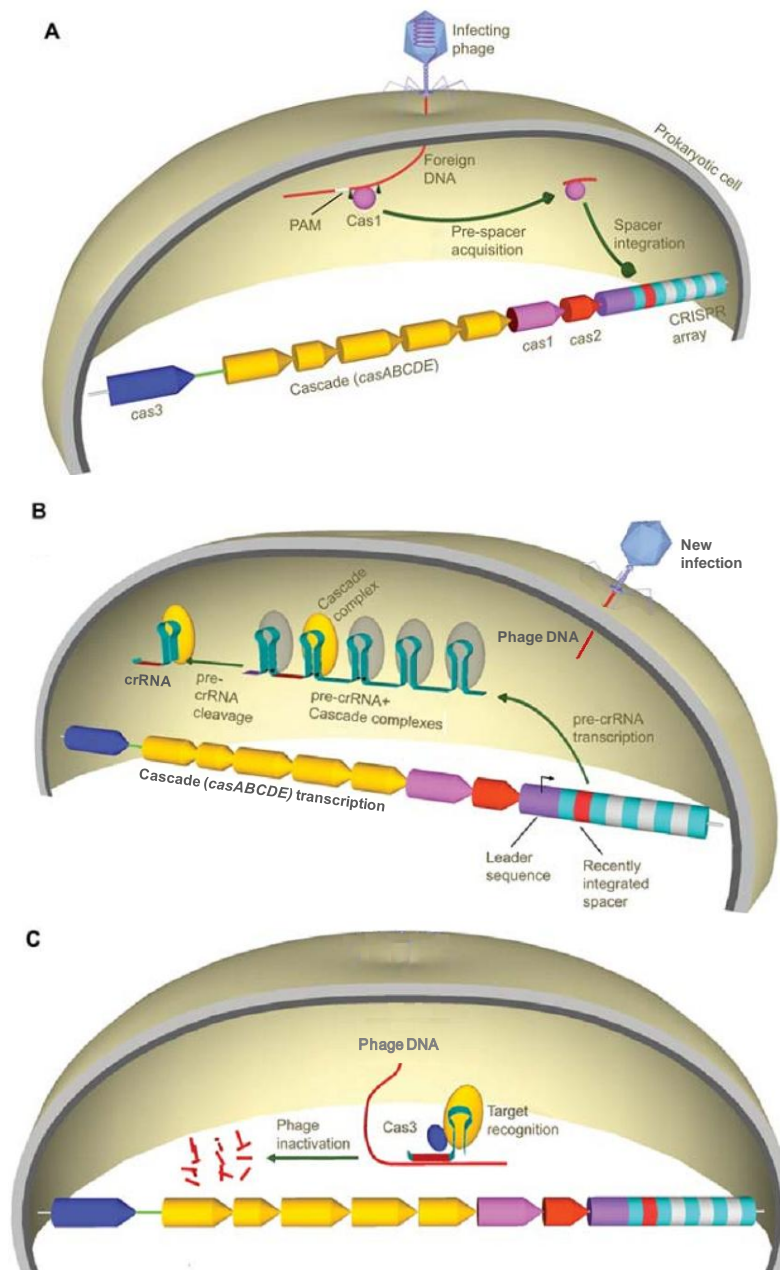 A
Infecting
phage
Prokaryotic cell
Foreign
DNA
PAM
Cas1
Pre-spacer
acquisition
Spacer
integration
CRISPR
array
cas1
cas2
Cascade (casABCDE)
cas3
B
New
infection
Cascade
complex
Phage DNA
crRNA
pre-
crRNA
cleavage
pre-crRNA+
Cascade complexes
pre-crRNA
transcription
Cascade (casABCDE) transcription
Leader
sequence
Recently
integrated
spacer
C
Phage DNA
Cas3
Target
recognition
Phage
inactivation